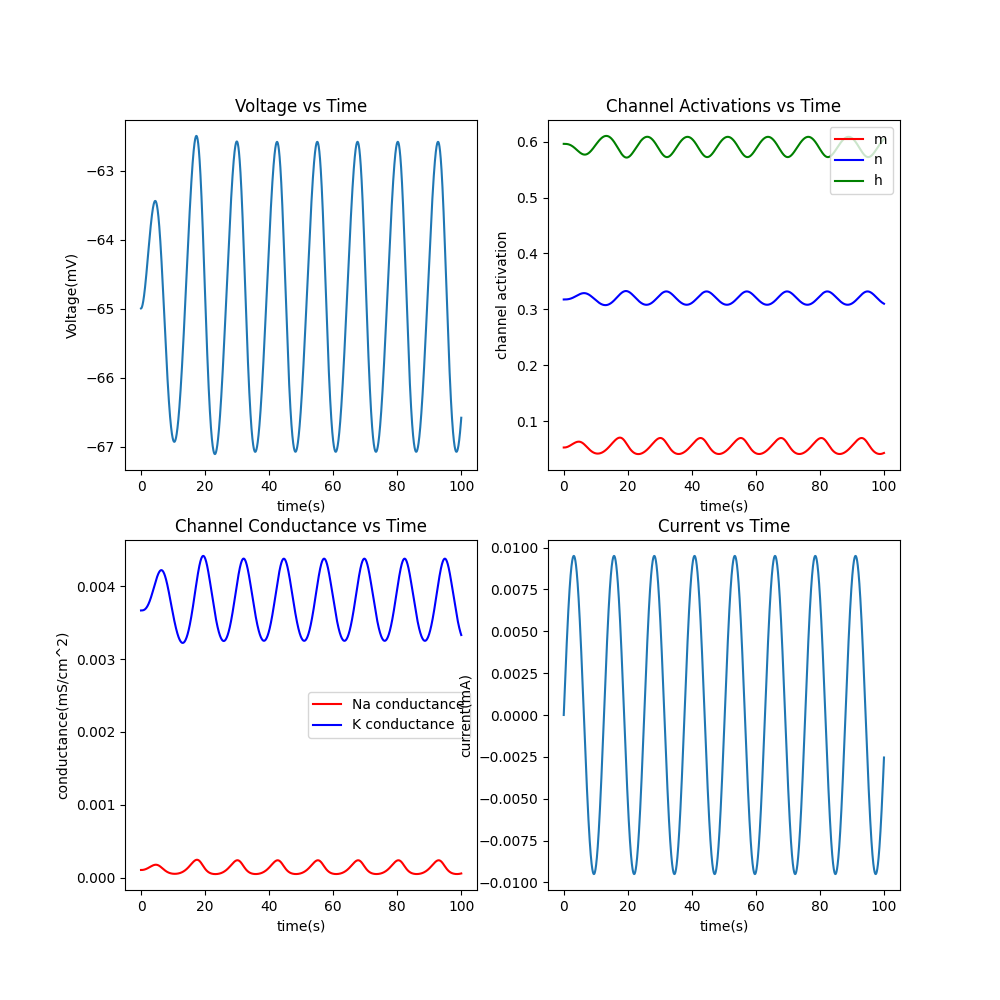 Voltage vs Time
Voltage(mV)
−63
−64
−65
−66
−67
0 20 40 60 80 100
time(s)
Channel Activations vs Time
channel activation
0.6
0.5
0.4
0.3
0.2
0.1
m
n
h
0 20 40 60 80 100
time(s)
Channel Conductance vs Time
conductance(mS/cm^2)
0.004
0.003
0.002
0.001
0.000
Na conductance
K conductance
0 20 40 60 80 100
time(s)
Current vs Time
current(mA)
0.0100
0.0075
0.0050
0.0025
0.0000
−0.0025
−0.0050
−0.0075
−0.0100
0 20 40 60 80 100
time(s)